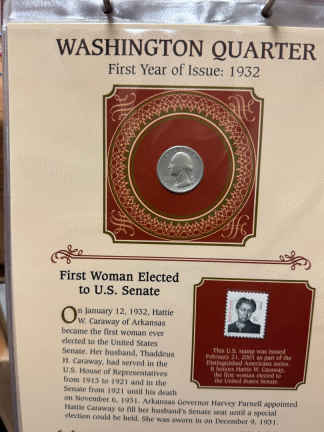 WASHINGTON QUARTER
First Year of Issue: 1932
First Woman Elected
to U.S. Senate
On January 12, 1932, Hattie
W. Caraway of Arkansas
became the first woman ever
elected to the United States
Senate. Her husband, Thaddeus
H. Caraway, had served in the
U.S. House of Representatives
from 1913 to 1921 and in the
Senate from 1921 until his death
on November 6, 1931. Arkansas Governor Harvey Parnell appointed
Hattie Caraway to fill her husband's Senate seat until a special
election could be held. She was sworn in on December 9, 1931.
This U.S. stamp was issued
February 21, 2001 as part of the
Distinguished Americans series.
It honors Hattie W. Caraway,
the first woman elected to
the United States Senate